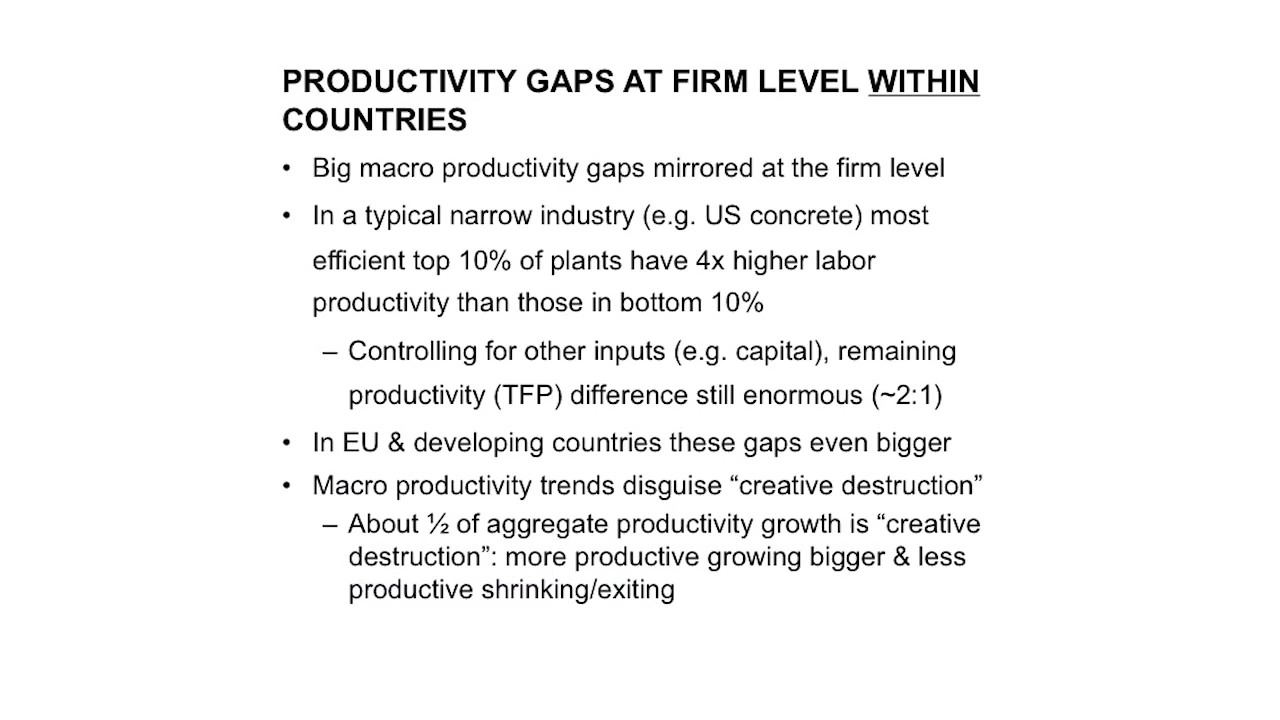 PRODUCTIVITY GAPS AT FIRM LEVEL WITHIN
COUNTRIES
• Big macro productivity gaps mirrored at the firm level
• In a typical narrow industry (e.g. US concrete) most
efficient top 10% of plants have 4x higher labor
productivity than those in bottom 10%
– Controlling for other inputs (e.g. capital), remaining
productivity (TFP) difference still enormous (~2:1)
• In EU & developing countries these gaps even bigger
• Macro productivity trends disguise “creative destruction”
– About ½ of aggregate productivity growth is “creative
destruction”: more productive growing bigger & less
productive shrinking/exiting